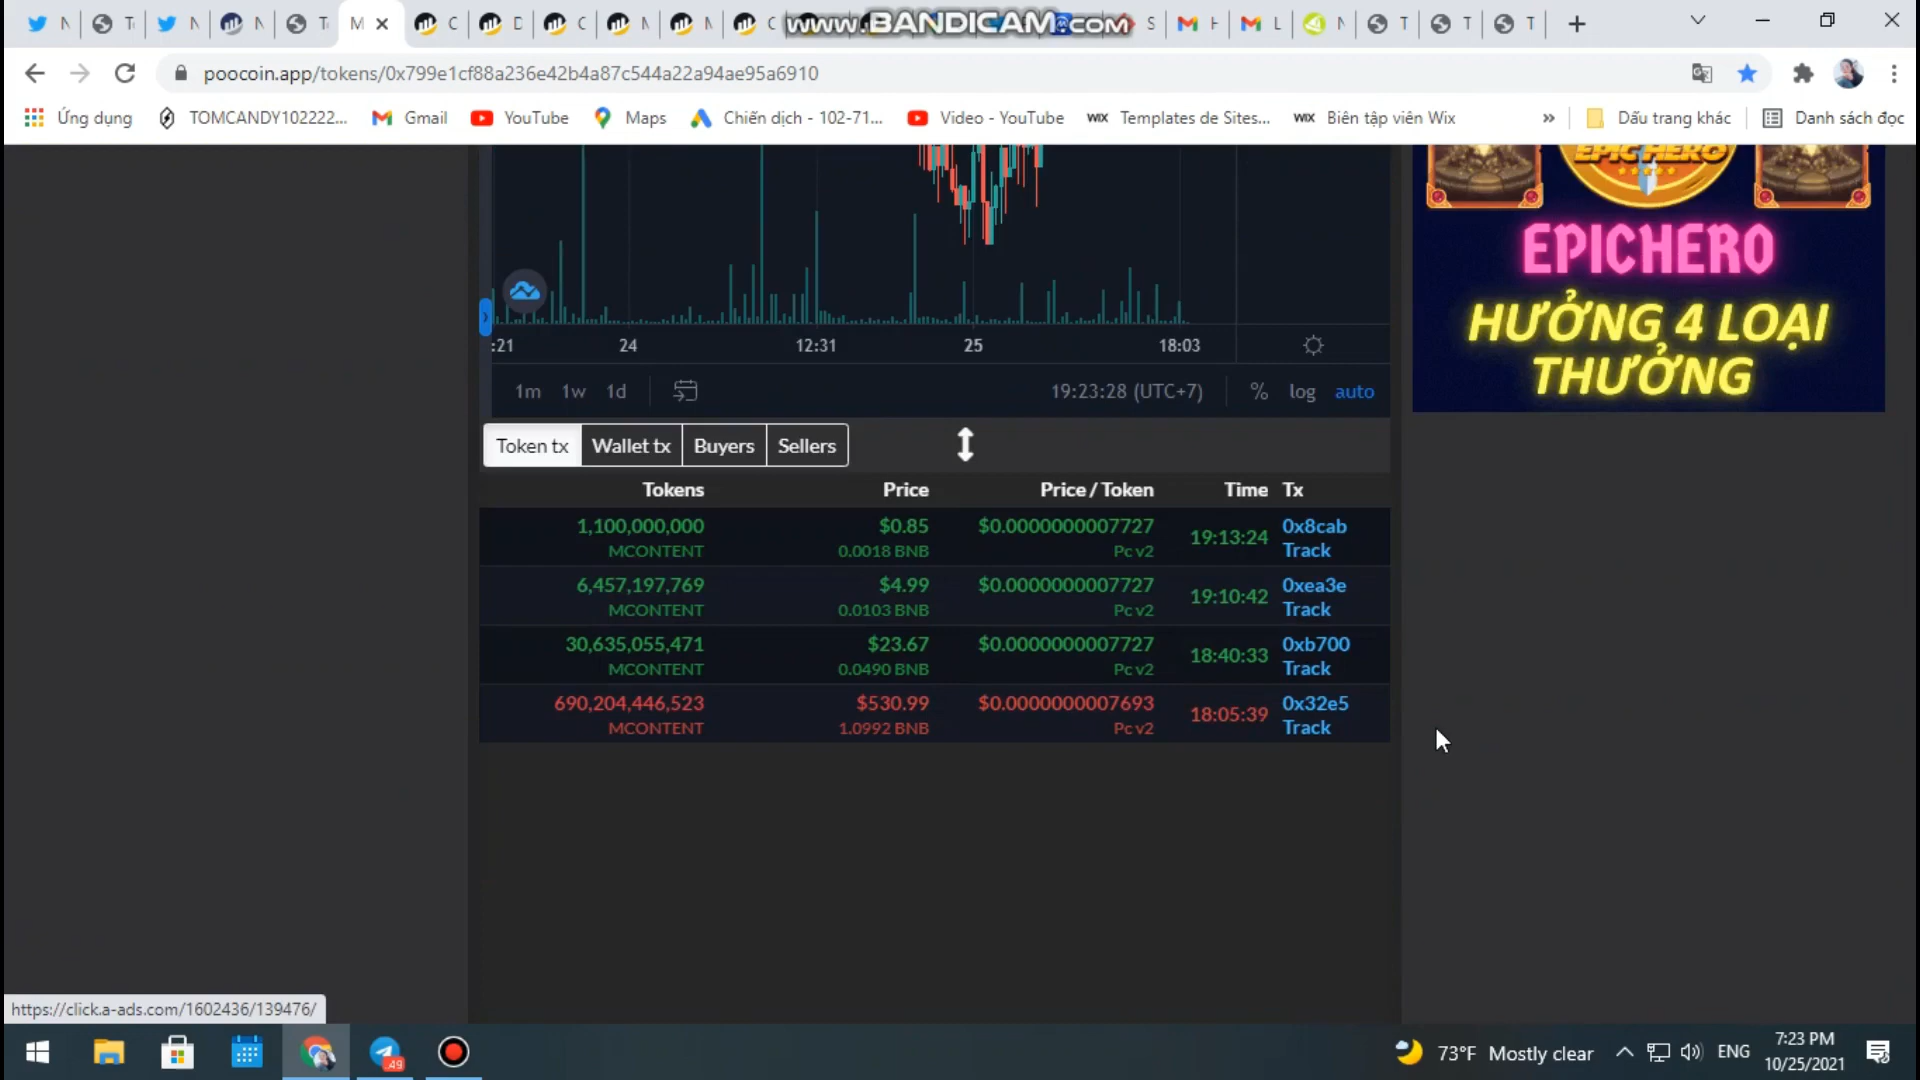 www.BANDICAM.com
poocoin.app/tokens/0x799e1cf88a236e42b4a87c544a22a94ae95a6910
Ứng dụng TOMCANDY102222... Gmail YouTube Maps Chiến dịch - 102-71... Video - YouTube WIX Templates de Sites... WIX Biên tập viên Wix » Dấu trang khác Danh sách đọc
EPIC HERO
EPICHERO
HƯỞNG 4 LOẠI
THƯỞNG
:21 24 12:31 25 18:03
1m 1w 1d 19:23:28 (UTC+7) % log auto
Token tx Wallet tx Buyers Sellers
Tokens Price Price / Token Time Tx
1,100,000,000 $0.85 $0.0000000007727 19:13:24 0x8cab
MCONTENT 0.0018 BNB Pc v2 Track
6,457,197,769 $4.99 $0.0000000007727 19:10:42 0xea3e
MCONTENT 0.0103 BNB Pc v2 Track
30,635,055,471 $23.67 $0.0000000007727 18:40:33 0xb700
MCONTENT 0.0490 BNB Pc v2 Track
690,204,446,523 $530.99 $0.0000000007693 18:05:39 0x32e5
MCONTENT 1.0992 BNB Pc v2 Track
https://click.a-ads.com/1602436/139476/
49
73°F Mostly clear ENG
7:23 PM
10/25/2021